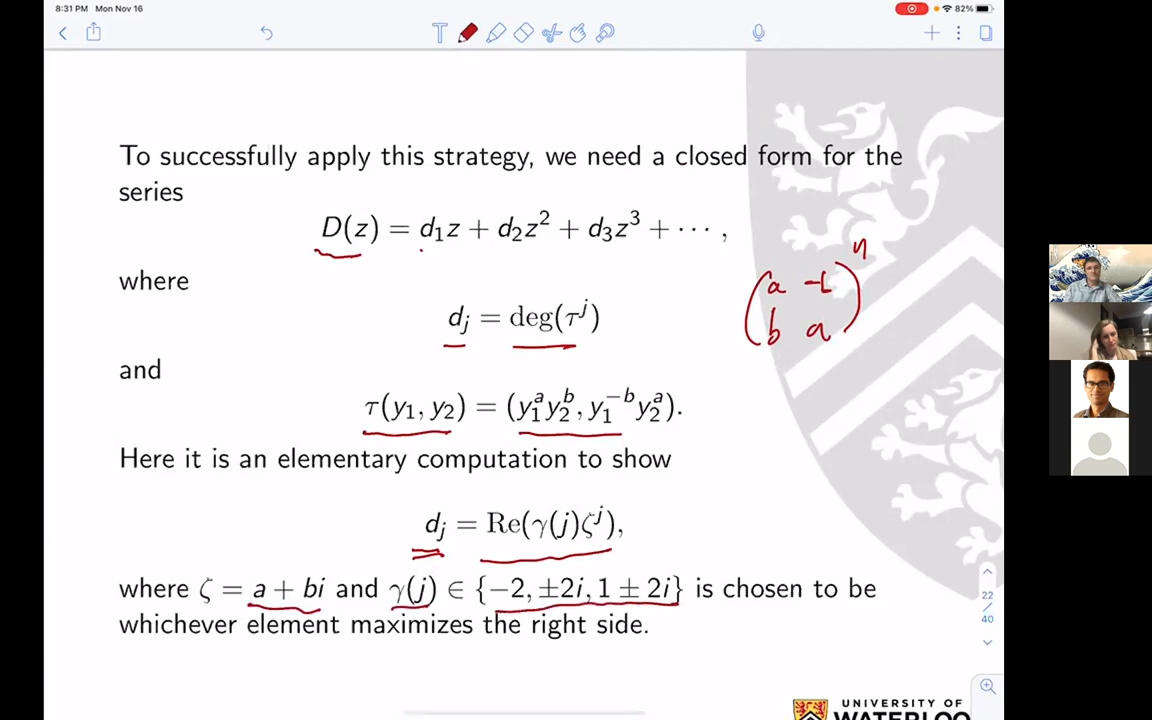 8:31 PM Mon Nov 16
82%
To successfully apply this strategy, we need a closed form for the
series
D(z) = d₁z + d₂z² + d₃z³ + ⋯ ,
where
dⱼ = deg(τʲ)
(a -b
b a)ⁿ
and
τ(y₁, y₂) = (y₁ᵃy₂ᵇ, y₁⁻ᵇy₂ᵃ).
Here it is an elementary computation to show
dⱼ = Re(γ(j)ζʲ),
where ζ = a + bi and γ(j) ∈ {−2, ±2i, 1 ± 2i} is chosen to be
whichever element maximizes the right side.
22
/
40
UNIVERSITY OF
WATERLOO